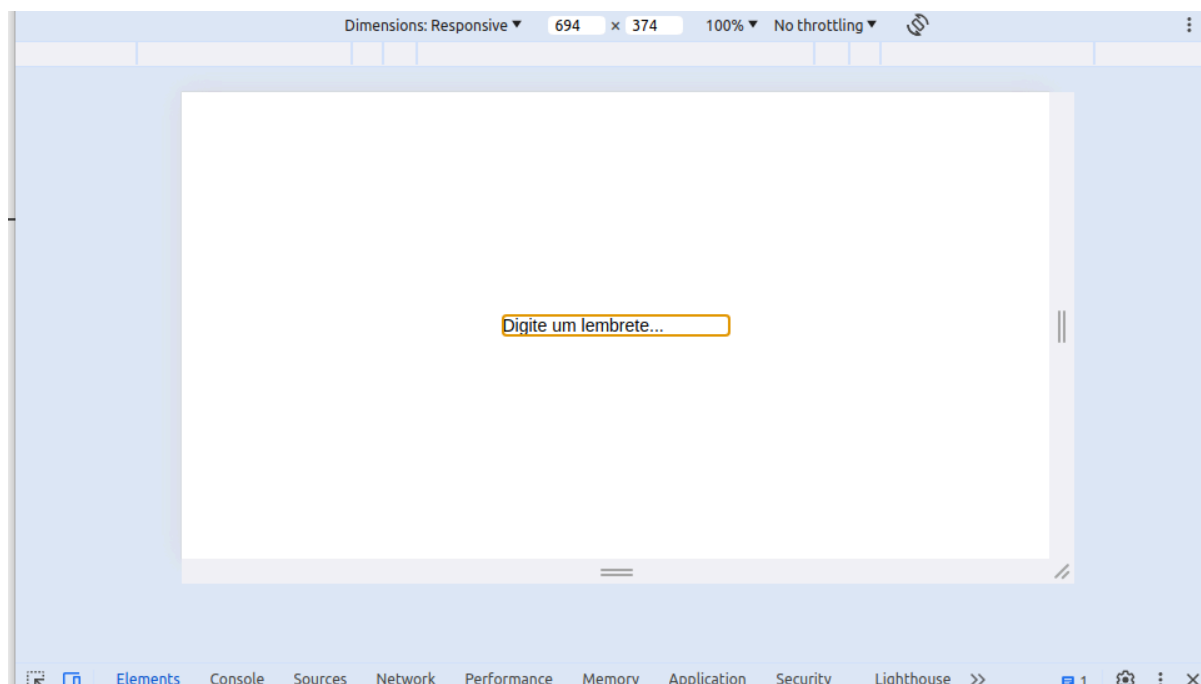 Dimensions: Responsive ▼ 694 × 374 100% ▼ No throttling ▼
Digite um lembrete...
Elements Console Sources Network Performance Memory Application Security Lighthouse >> 1